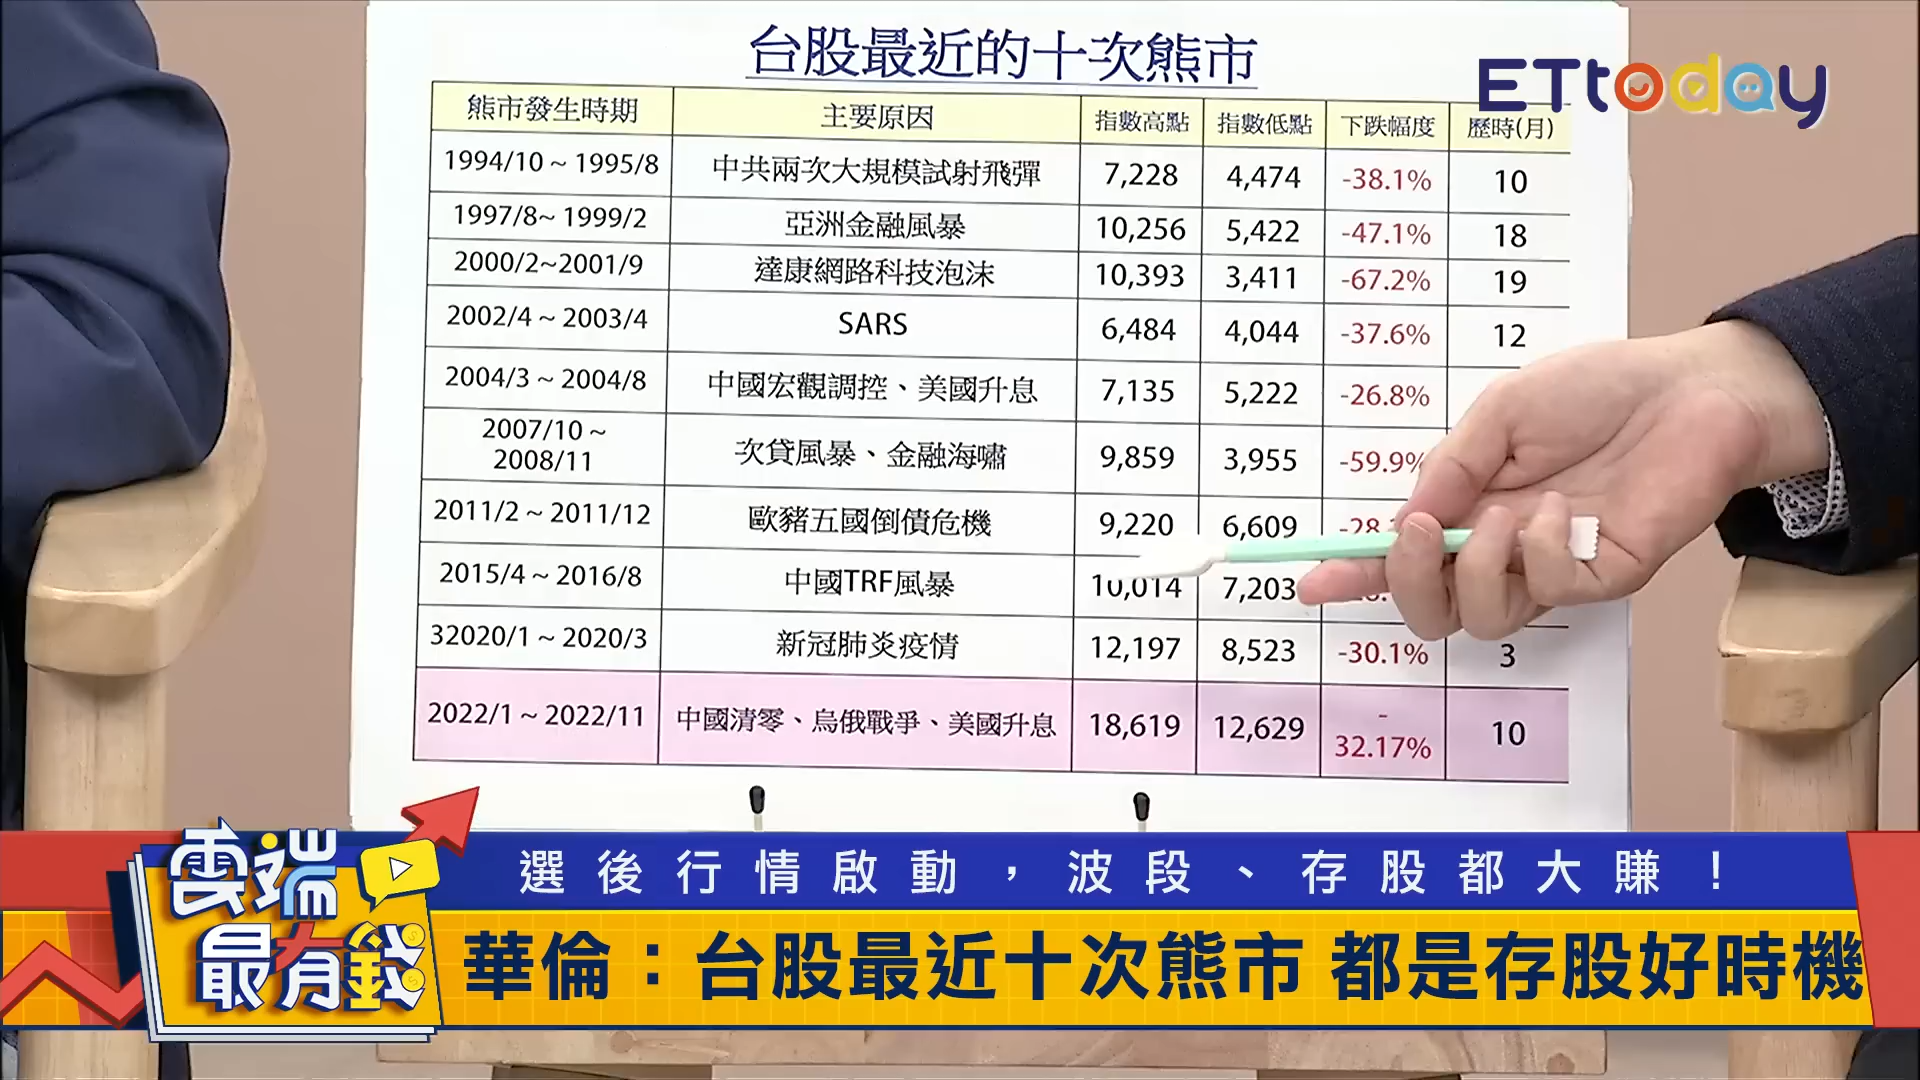 台股最近的十次熊市
ETtoday
熊市發生時期 主要原因 指數高點 指數低點 下跌幅度 歷時(月)
1994/10 ~ 1995/8 中共兩次大規模試射飛彈 7,228 4,474 -38.1% 10
1997/8~ 1999/2 亞洲金融風暴 10,256 5,422 -47.1% 18
2000/2~2001/9 達康網路科技泡沫 10,393 3,411 -67.2% 19
2002/4 ~ 2003/4 SARS 6,484 4,044 -37.6% 12
2004/3 ~ 2004/8 中國宏觀調控、美國升息 7,135 5,222 -26.8%
2007/10 ~
2008/11 次貸風暴、金融海嘯 9,859 3,955 -59.9%
2011/2 ~ 2011/12 歐豬五國倒債危機 9,220 6,609 -28.
2015/4 ~ 2016/8 中國TRF風暴 10,014 7,203
32020/1 ~ 2020/3 新冠肺炎疫情 12,197 8,523 -30.1% 3
2022/1 ~ 2022/11 中國清零、烏俄戰爭、美國升息 18,619 12,629 -32.17% 10
雲端
最有錢
選後行情啟動，波段、存股都大賺！
華倫：台股最近十次熊市 都是存股好時機